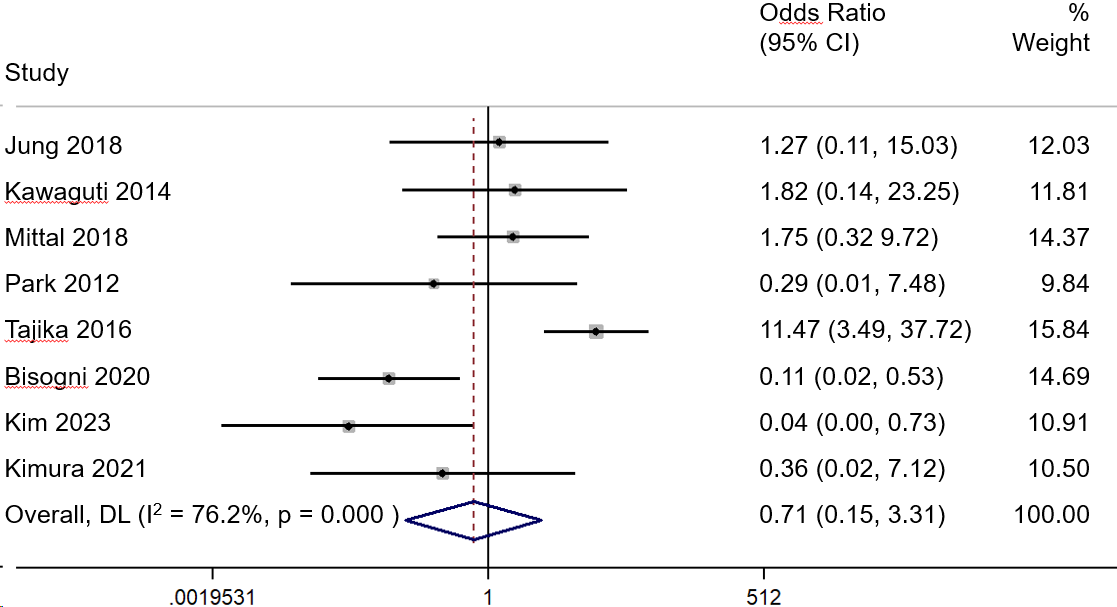 Odds Ratio %
(95% CI) Weight
Study
Jung 2018 1.27 (0.11, 15.03) 12.03
Kawaguti 2014 1.82 (0.14, 23.25) 11.81
Mittal 2018 1.75 (0.32 9.72) 14.37
Park 2012 0.29 (0.01, 7.48) 9.84
Tajika 2016 11.47 (3.49, 37.72) 15.84
Bisogni 2020 0.11 (0.02, 0.53) 14.69
Kim 2023 0.04 (0.00, 0.73) 10.91
Kimura 2021 0.36 (0.02, 7.12) 10.50
Overall, DL (I² = 76.2%, p = 0.000 ) 0.71 (0.15, 3.31) 100.00
.0019531 1 512